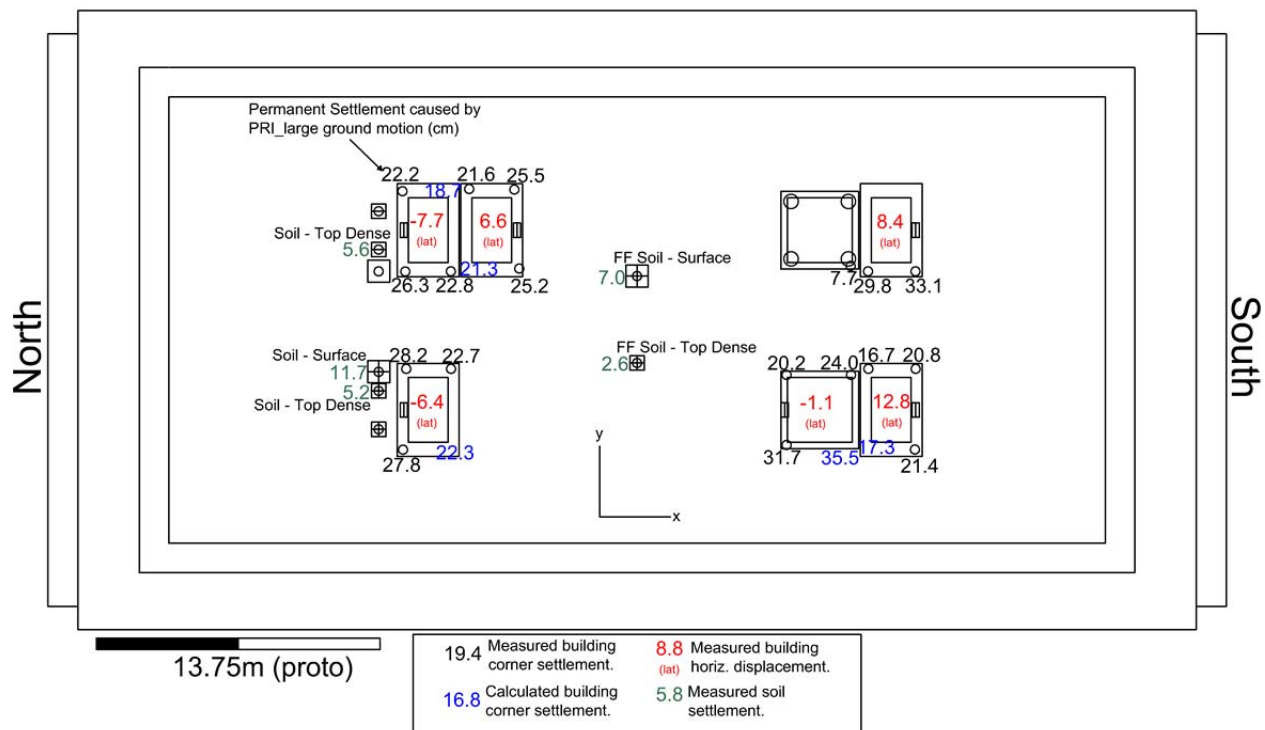 Permanent Settlement caused by
PRI_large ground motion (cm)
22.2
21.6
25.5
18.7
-7.7
(lat)
6.6
(lat)
8.4
(lat)
Soil - Top Dense
5.6
FF Soil - Surface
7.0
21.3
26.3
22.8
25.2
7.7
29.8
33.1
North
South
Soil - Surface
11.7
5.2
Soil - Top Dense
28.2
22.7
-6.4
(lat)
22.3
27.8
FF Soil - Top Dense
2.6
20.2
24.0
16.7
20.8
-1.1
(lat)
12.8
(lat)
17.3
31.7
35.5
21.4
y
x
13.75m (proto)
19.4 Measured building
corner settlement.
8.8 Measured building
(lat) horiz. displacement.
16.8 Calculated building
corner settlement.
5.8 Measured soil
settlement.